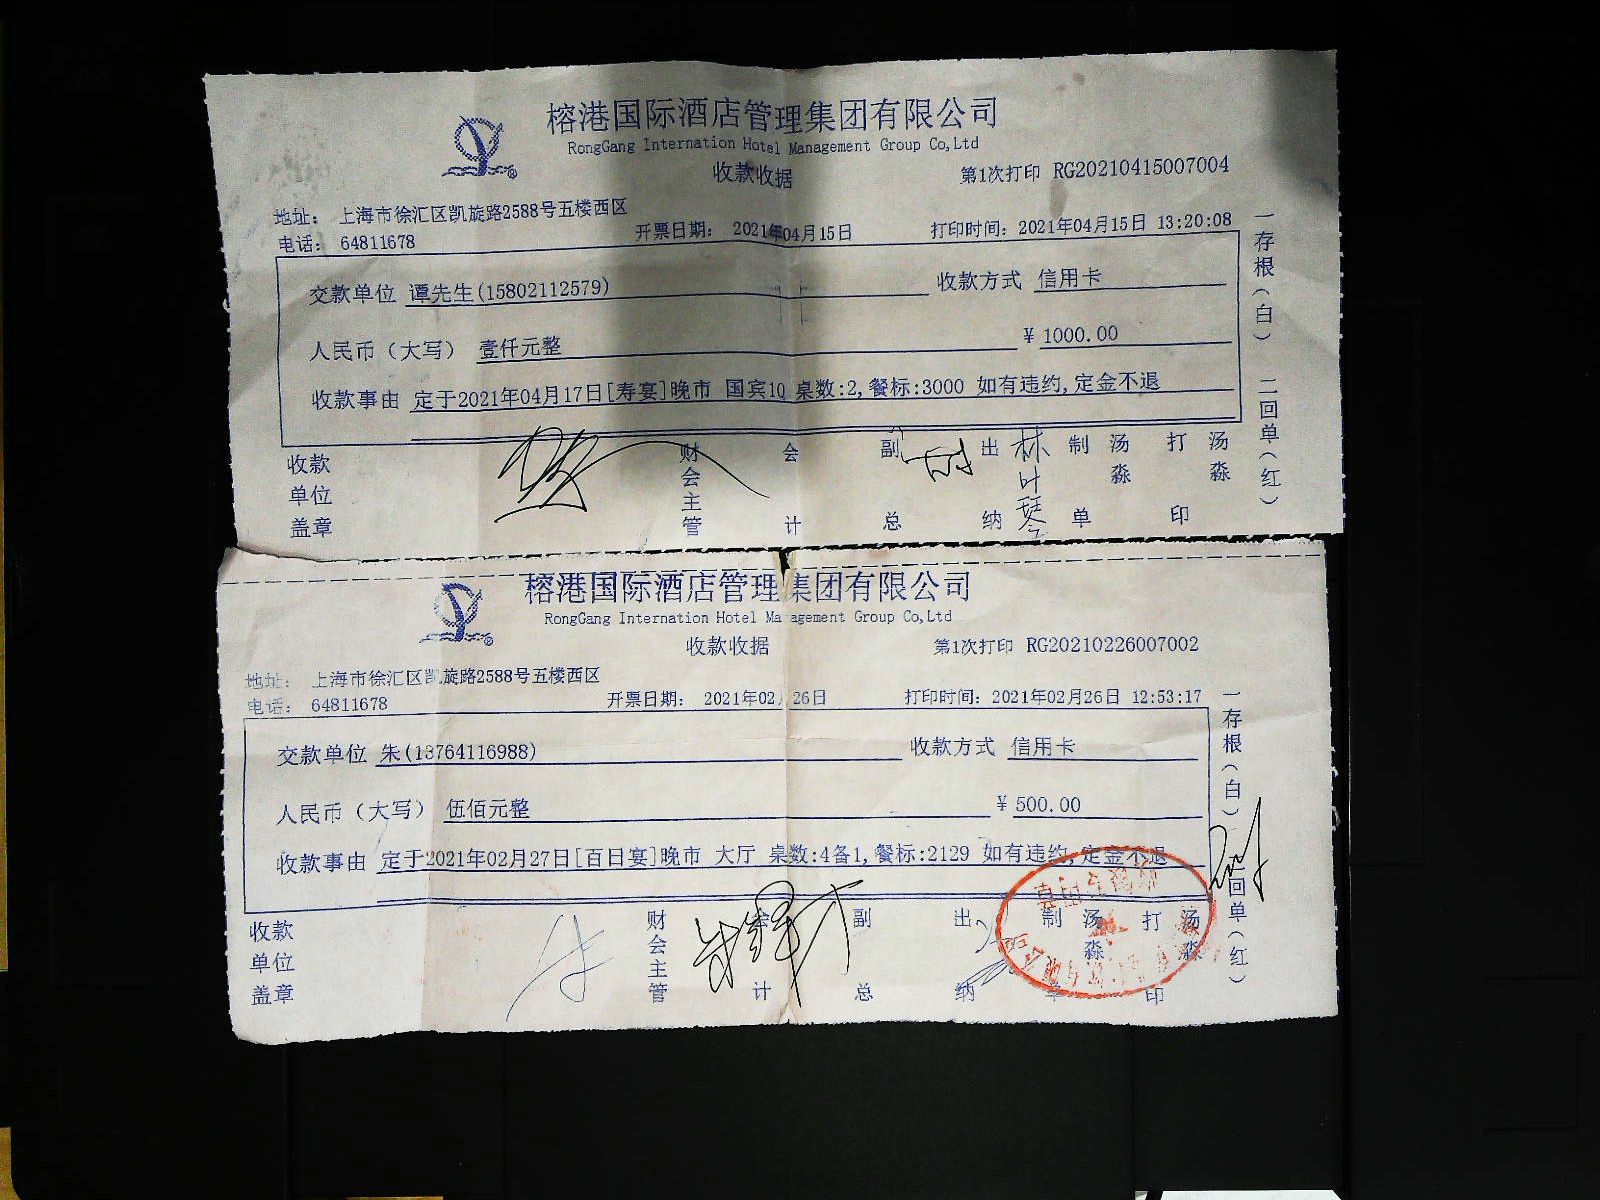 榕港国际酒店管理集团有限公司
RongGang Internation Hotel Management Group Co,Ltd
收款收据 第1次打印 RG20210415007004
地址： 上海市徐汇区凯旋路2588号五楼西区
电话： 64811678 开票日期： 2021年04月15日 打印时间：2021年04月15日 13:20:08
交款单位 谭先生(15802112579) 收款方式 信用卡
人民币（大写） 壹仟元整 ￥1000.00
收款事由 定于2021年04月17日[寿宴]晚市 国宾10 桌数:2,餐标:3000 如有违约,定金不退
收款单位盖章 财会主管 会计 副总 出纳 林叶琴 制单 汤淼 打印 汤淼
一存根（白） 二回单（红）
榕港国际酒店管理集团有限公司
RongGang Internation Hotel Management Group Co,Ltd
收款收据 第1次打印 RG20210226007002
地址： 上海市徐汇区凯旋路2588号五楼西区
电话： 64811678 开票日期： 2021年02月26日 打印时间：2021年02月26日 12:53:17
交款单位 朱(13764116988) 收款方式 信用卡
人民币（大写） 伍佰元整 ￥500.00
收款事由 定于2021年02月27日[百日宴]晚市 大厅 桌数:4备1,餐标:2129 如有违约,定金不退
收款单位盖章 财会主管 会计 副总 出纳 制单 汤淼 打印 汤淼
一存根（白） 二回单（红）